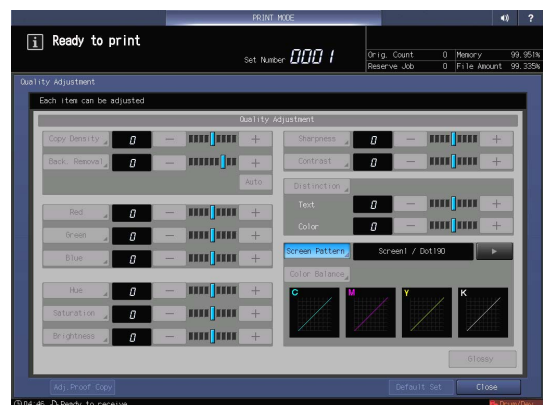 PRINT MODE
?
i Ready to print
Set Number 0001
Orig. Count 0 Memory 99.951%
Reserve Job 0 File Amount 99.335%
Quality Adjustment
Each item can be adjusted
Quality Adjustment
Copy Density 0 — +
Sharpness 0 — +
Back. Removal 0 — +
Contrast 0 — +
Auto
Distinction
Text 0 — +
Red 0 — +
Color 0 — +
Green 0 — +
Screen Pattern Screen1 / Dot190
Blue 0 — +
Color Balance
Hue 0 — +
C M Y K
Saturation 0 — +
Brightness 0 — +
Glossy
Adj.Proof Copy Default Set Close
04:46 Ready to receive Drum/Dev